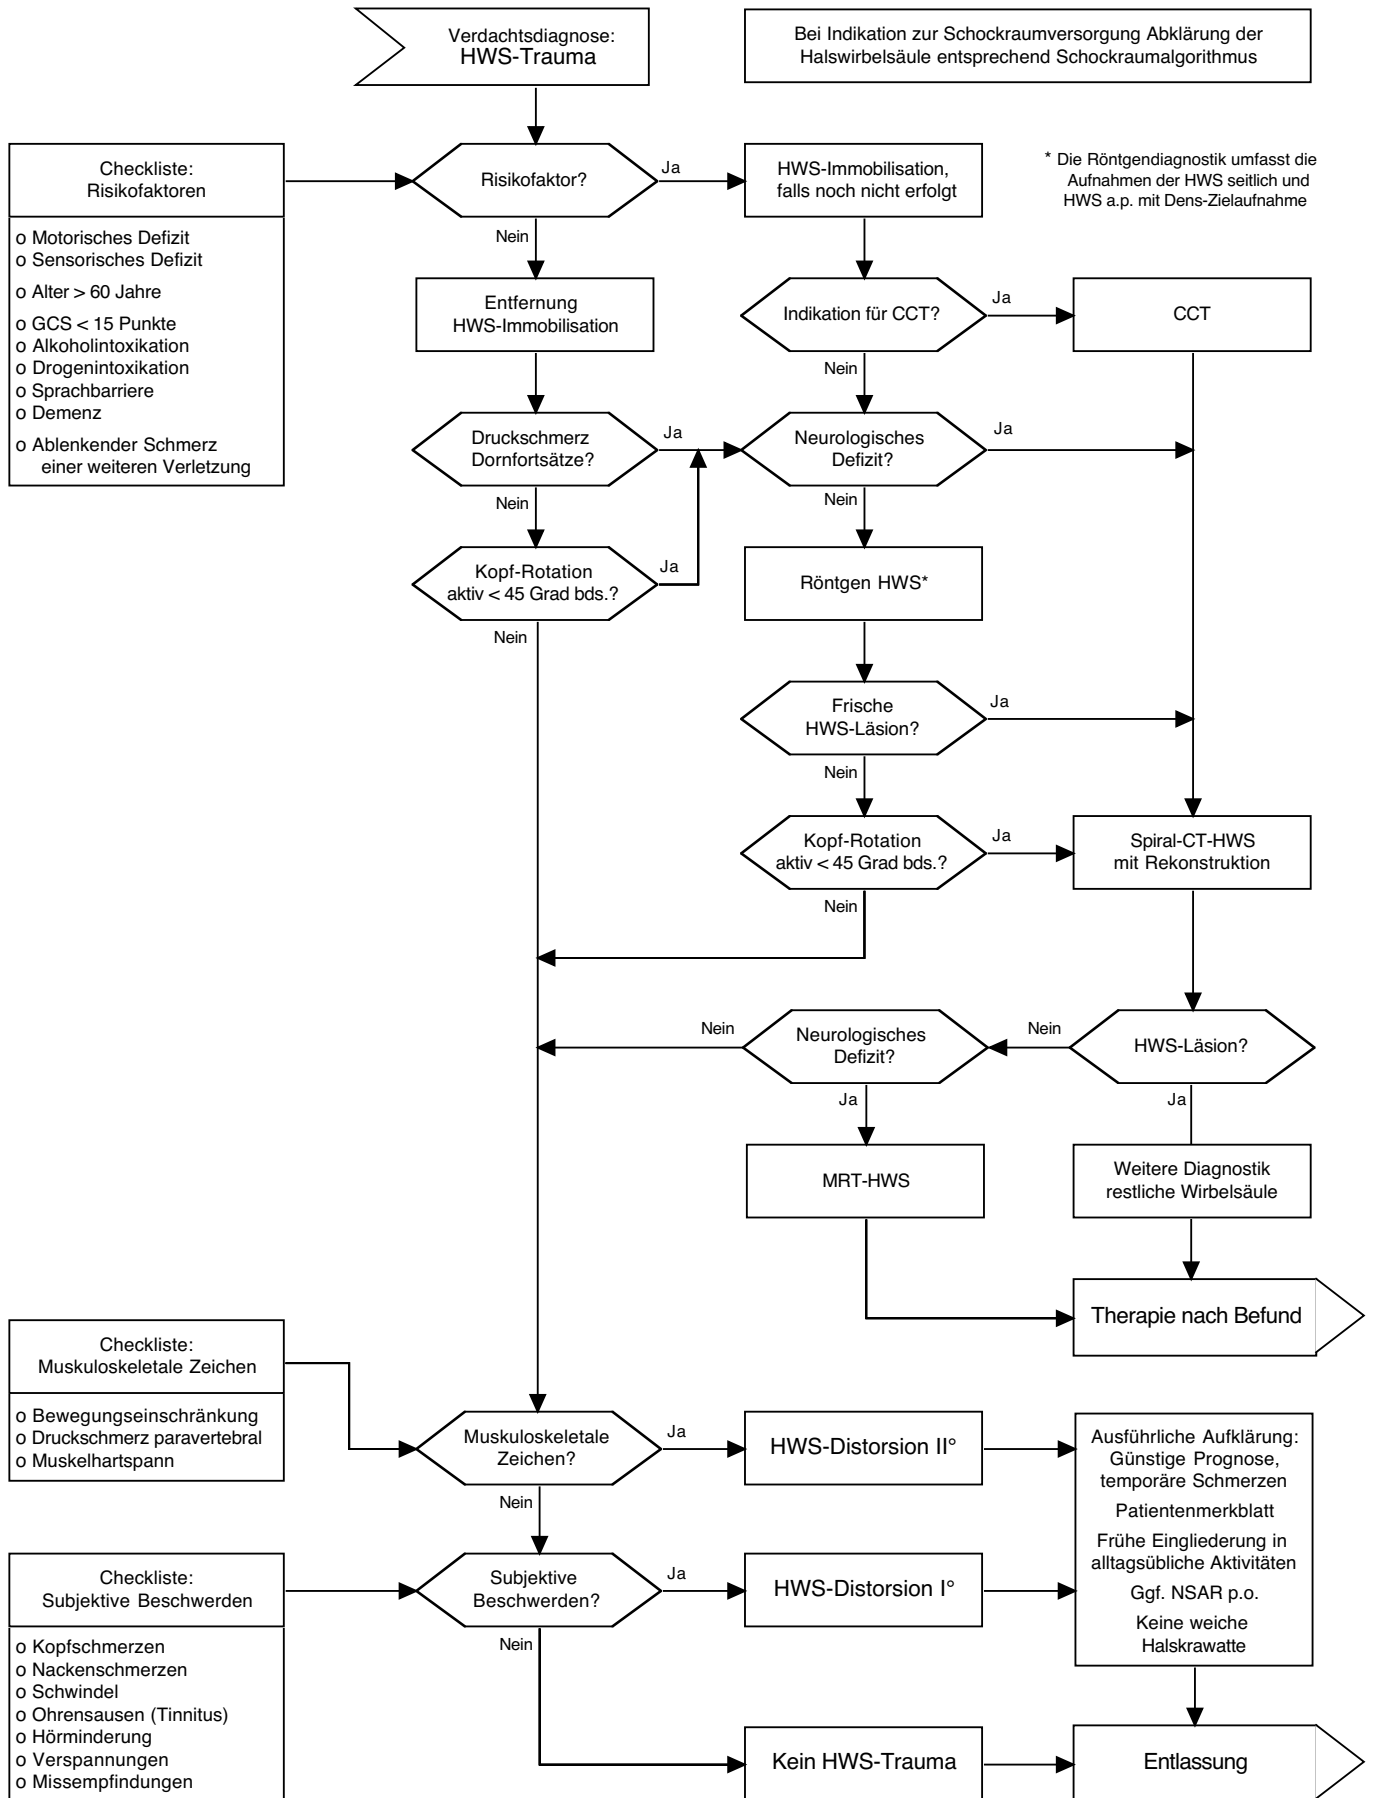 Verdachtsdiagnose:
HWS-Trauma
Bei Indikation zur Schockraumversorgung Abklärung der
Halswirbelsäule entsprechend Schockraumalgorithmus
Checkliste:
Risikofaktoren
o Motorisches Defizit
o Sensorisches Defizit
o Alter > 60 Jahre
o GCS < 15 Punkte
o Alkoholintoxikation
o Drogenintoxikation
o Sprachbarriere
o Demenz
o Ablenkender Schmerz
einer weiteren Verletzung
Risikofaktor?
Ja
HWS-Immobilisation,
falls noch nicht erfolgt
* Die Röntgendiagnostik umfasst die
Aufnahmen der HWS seitlich und
HWS a.p. mit Dens-Zielaufnahme
Nein
Entfernung
HWS-Immobilisation
Indikation für CCT?
Ja
CCT
Nein
Druckschmerz
Dornfortsätze?
Ja
Neurologisches
Defizit?
Ja
Nein
Nein
Kopf-Rotation
aktiv < 45 Grad bds.?
Ja
Röntgen HWS*
Nein
Frische
HWS-Läsion?
Ja
Nein
Kopf-Rotation
aktiv < 45 Grad bds.?
Ja
Spiral-CT-HWS
mit Rekonstruktion
Nein
Nein
Neurologisches
Defizit?
Nein
HWS-Läsion?
Ja
Ja
MRT-HWS
Weitere Diagnostik
restliche Wirbelsäule
Therapie nach Befund
Checkliste:
Muskuloskeletale Zeichen
o Bewegungseinschränkung
o Druckschmerz paravertebral
o Muskelhartspann
Muskuloskeletale
Zeichen?
Ja
HWS-Distorsion II°
Ausführliche Aufklärung:
Günstige Prognose,
temporäre Schmerzen
Patientenmerkblatt
Frühe Eingliederung in
alltagsübliche Aktivitäten
Ggf. NSAR p.o.
Keine weiche
Halskrawatte
Nein
Checkliste:
Subjektive Beschwerden
o Kopfschmerzen
o Nackenschmerzen
o Schwindel
o Ohrensausen (Tinnitus)
o Hörminderung
o Verspannungen
o Missempfindungen
Subjektive
Beschwerden?
Ja
HWS-Distorsion I°
Nein
Kein HWS-Trauma
Entlassung